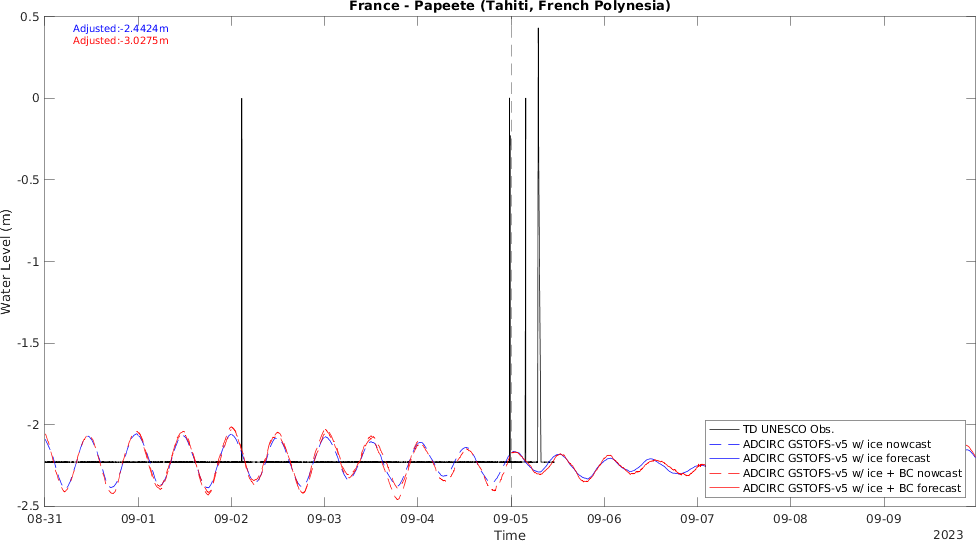 France - Papeete (Tahiti, French Polynesia)
Adjusted:-2.4424m
Adjusted:-3.0275m
Water Level (m)
0.5
0
-0.5
-1
-1.5
-2
-2.5
TD UNESCO Obs.
ADCIRC GSTOFS-v5 w/ ice nowcast
ADCIRC GSTOFS-v5 w/ ice forecast
ADCIRC GSTOFS-v5 w/ ice + BC nowcast
ADCIRC GSTOFS-v5 w/ ice + BC forecast
08-31 09-01 09-02 09-03 09-04 09-05 09-06 09-07 09-08 09-09
Time
2023